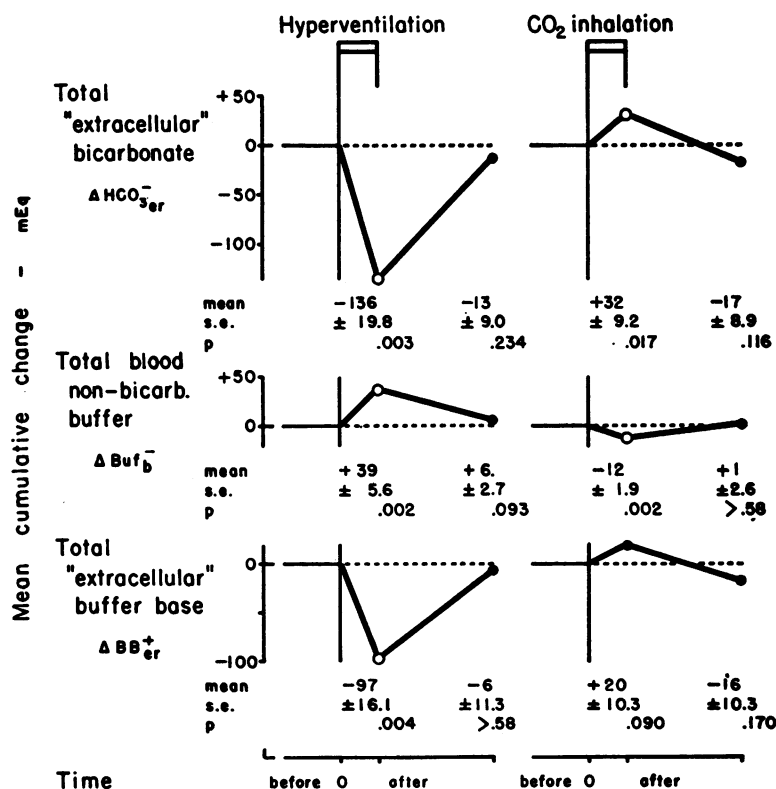 Hyperventilation CO2 inhalation
Total
"extracellular"
bicarbonate
Δ HCO3⁻er
+50
0
−50
−100
mean −136 −13 +32 −17
s.e. ± 19.8 ± 9.0 ± 9.2 ± 8.9
p .003 .234 .017 .116
Total blood
non-bicarb.
buffer
Δ Buf⁻b
+50
0
mean + 39 + 6. −12 +1
s.e. ± 5.6 ± 2.7 ± 1.9 ±2.6
p .002 .093 .002 >.58
Total
"extracellular"
buffer base
Δ BB⁺er
0
−100
mean −97 −6 +20 −16
s.e. ±16.1 ±11.3 ±10.3 ±10.3
p .004 >.58 .090 .170
Time before 0 after before 0 after
Mean cumulative change − mEq